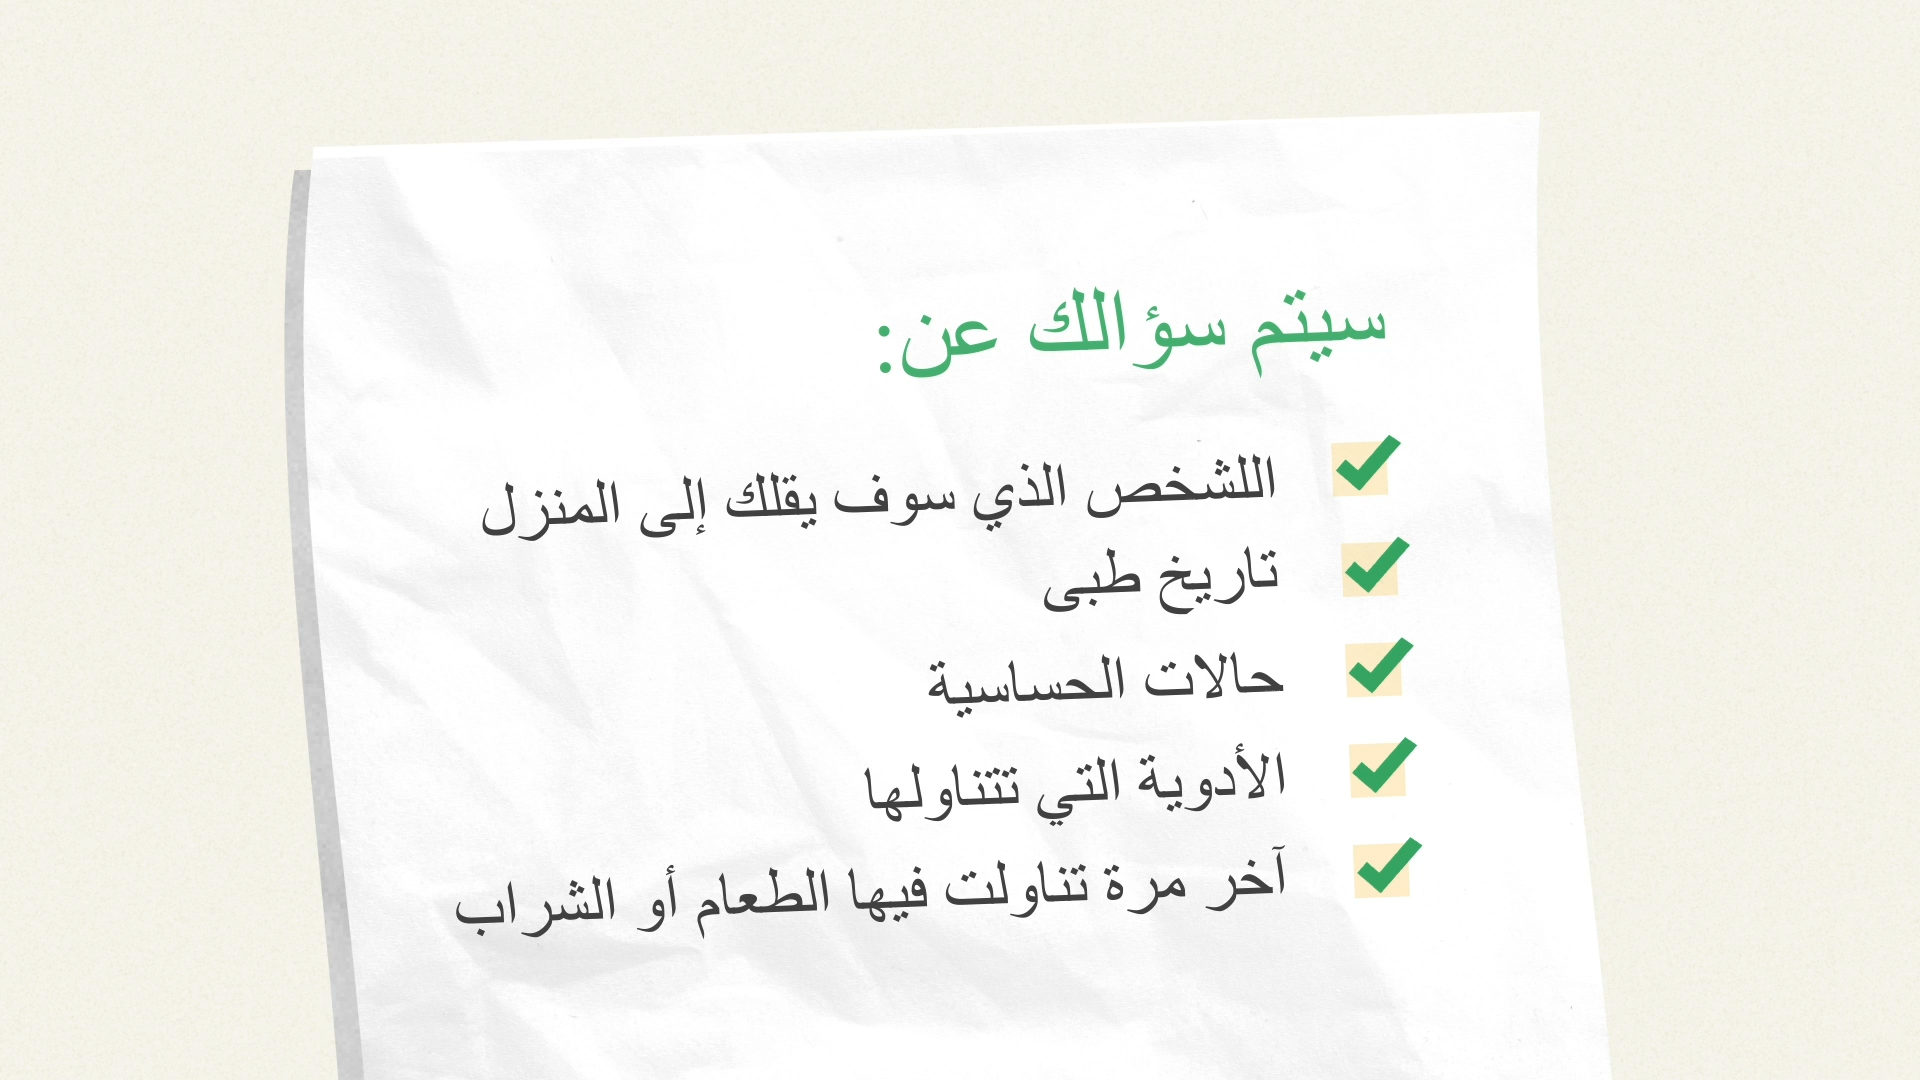 سيتم سؤالك عن:
اللشخص الذي سوف يقلك إلى المنزل
تاريخ طبى
حالات الحساسية
الأدوية التي تتناولها
آخر مرة تناولت فيها الطعام أو الشراب